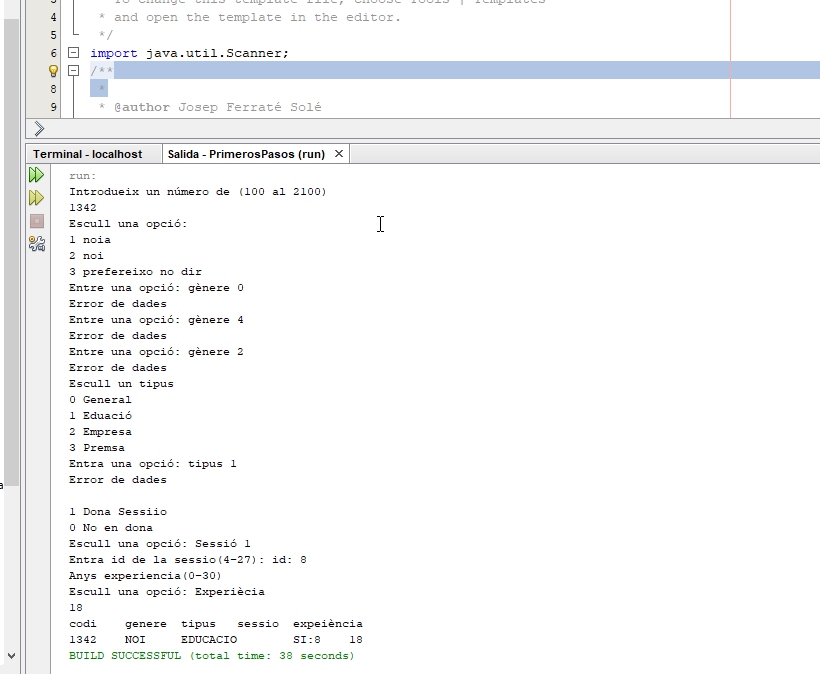 3 * To change this template file, choose Tools | Templates
4 * and open the template in the editor.
5 */
6 import java.util.Scanner;
/**
8 *
9 * @author Josep Ferraté Solé
Terminal - localhost Salida - PrimerosPasos (run) ×
run:
Introdueix un número de (100 al 2100)
1342
Escull una opció:
1 noia
2 noi
3 prefereixo no dir
Entre una opció: gènere 0
Error de dades
Entre una opció: gènere 4
Error de dades
Entre una opció: gènere 2
Error de dades
Escull un tipus
0 General
1 Eduació
2 Empresa
3 Premsa
Entra una opció: tipus 1
Error de dades
1 Dona Sessiio
0 No en dona
Escull una opció: Sessió 1
Entra id de la sessio(4-27): id: 8
Anys experiencia(0-30)
Escull una opció: Experiècia
18
codi genere tipus sessio expeiència
1342 NOI EDUCACIO SI:8 18
BUILD SUCCESSFUL (total time: 38 seconds)